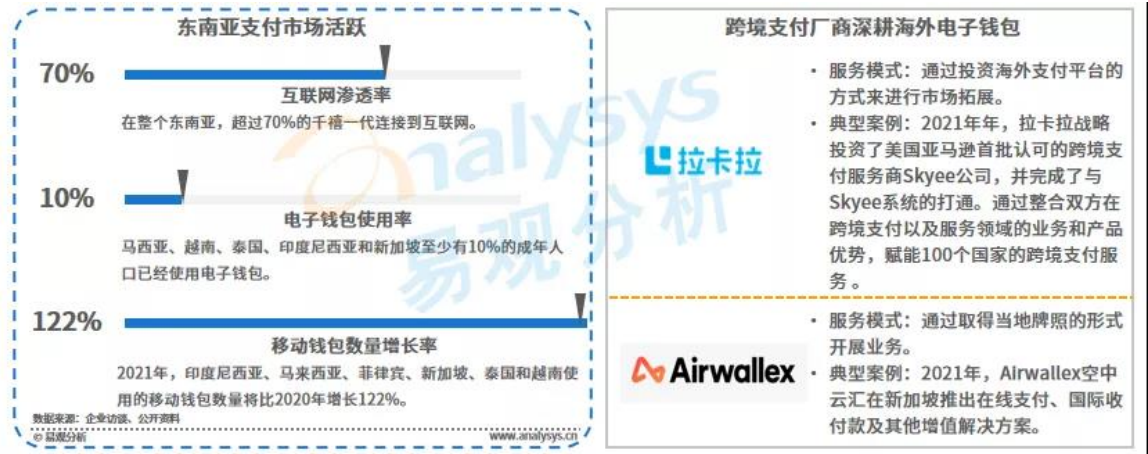 东南亚支付市场活跃
70%
互联网渗透率
在整个东南亚，超过70%的千禧一代连接到互联网。
10%
电子钱包使用率
马西亚、越南、泰国、印度尼西亚和新加坡至少有10%的成年人
口已经使用电子钱包。
122%
移动钱包数量增长率
2021年，印度尼西亚、马来西亚、菲律宾、新加坡、泰国和越南使
用的移动钱包数量将比2020年增长122%。
数据来源：企业访谈、公开资料
© 易观分析
www.analysys.cn
analysys
易观分析
跨境支付厂商深耕海外电子钱包
拉卡拉
• 服务模式：通过投资海外支付平台的
方式来进行市场拓展。
• 典型案例：2021年年，拉卡拉战略
投资了美国亚马逊首批认可的跨境支
付服务商Skyee公司，并完成了与
Skyee系统的打通。通过整合双方在
跨境支付以及服务领域的业务和产品
优势，赋能100个国家的跨境支付服
务 。
Airwallex
• 服务模式：通过取得当地牌照的形式
开展业务。
• 典型案例：2021年，Airwallex空中
云汇在新加坡推出在线支付、国际收
付款及其他增值解决方案。